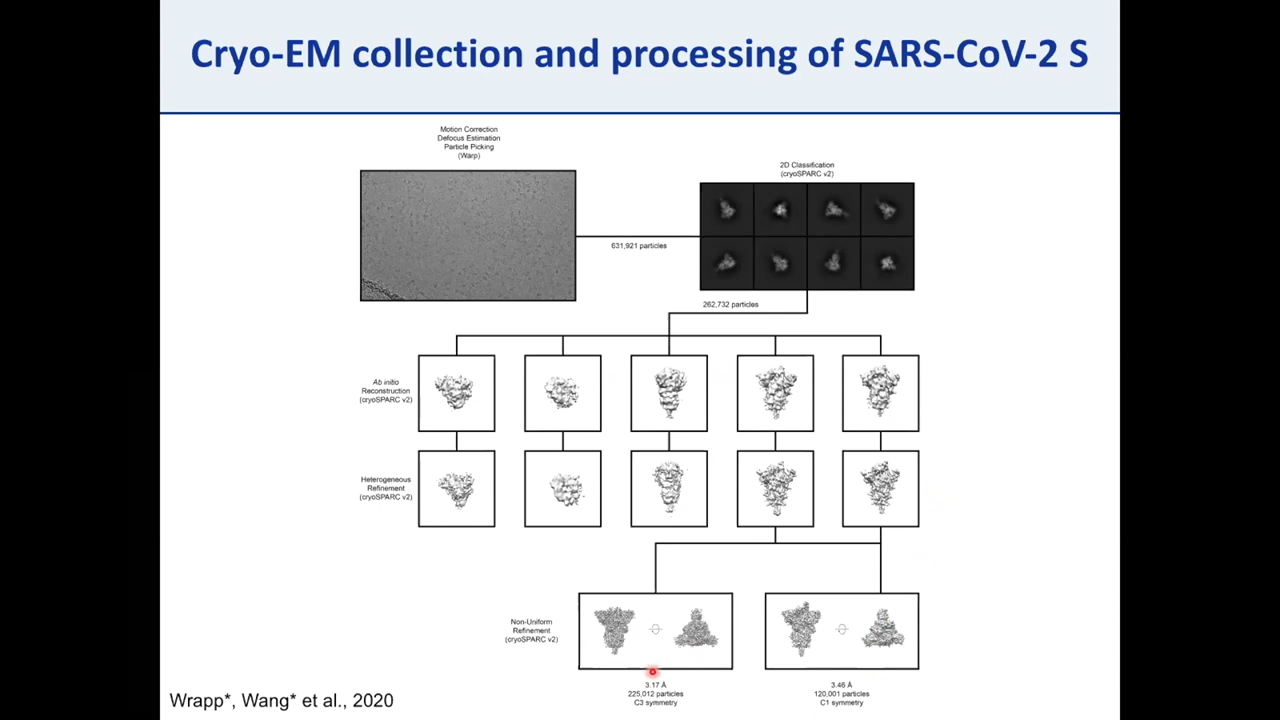 Cryo-EM collection and processing of SARS-CoV-2 S
Motion Correction
Defocus Estimation
Particle Picking
(Warp)
2D Classification
(cryoSPARC v2)
631,921 particles
262,732 particles
Ab initio
Reconstruction
(cryoSPARC v2)
Heterogeneous
Refinement
(cryoSPARC v2)
Non-Uniform
Refinement
(cryoSPARC v2)
3.17 Å
225,012 particles
C3 symmetry
3.46 Å
120,001 particles
C1 symmetry
Wrapp*, Wang* et al., 2020